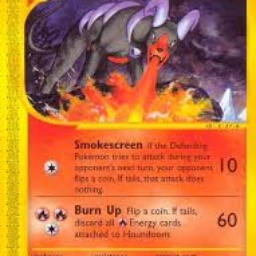 Smokescreen If the Defending
Pokémon tries to attack during your
opponent's next turn, your opponent
flips a coin. If tails, that attack does
nothing.
10
Burn Up Flip a coin. If tails,
discard all Energy cards
attached to Houndoom.
60